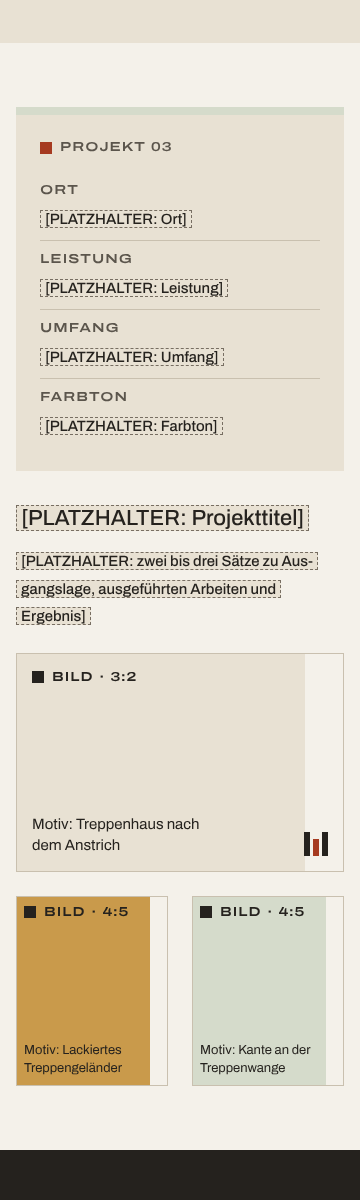 PROJEKT 03
ORT
[PLATZHALTER: Ort]
LEISTUNG
[PLATZHALTER: Leistung]
UMFANG
[PLATZHALTER: Umfang]
FARBTON
[PLATZHALTER: Farbton]
[PLATZHALTER: Projekttitel]
[PLATZHALTER: zwei bis drei Sätze zu Aus-
gangslage, ausgeführten Arbeiten und
Ergebnis]
BILD · 3:2
Motiv: Treppenhaus nach
dem Anstrich
BILD · 4:5
Motiv: Lackiertes
Treppengeländer
BILD · 4:5
Motiv: Kante an der
Treppenwange